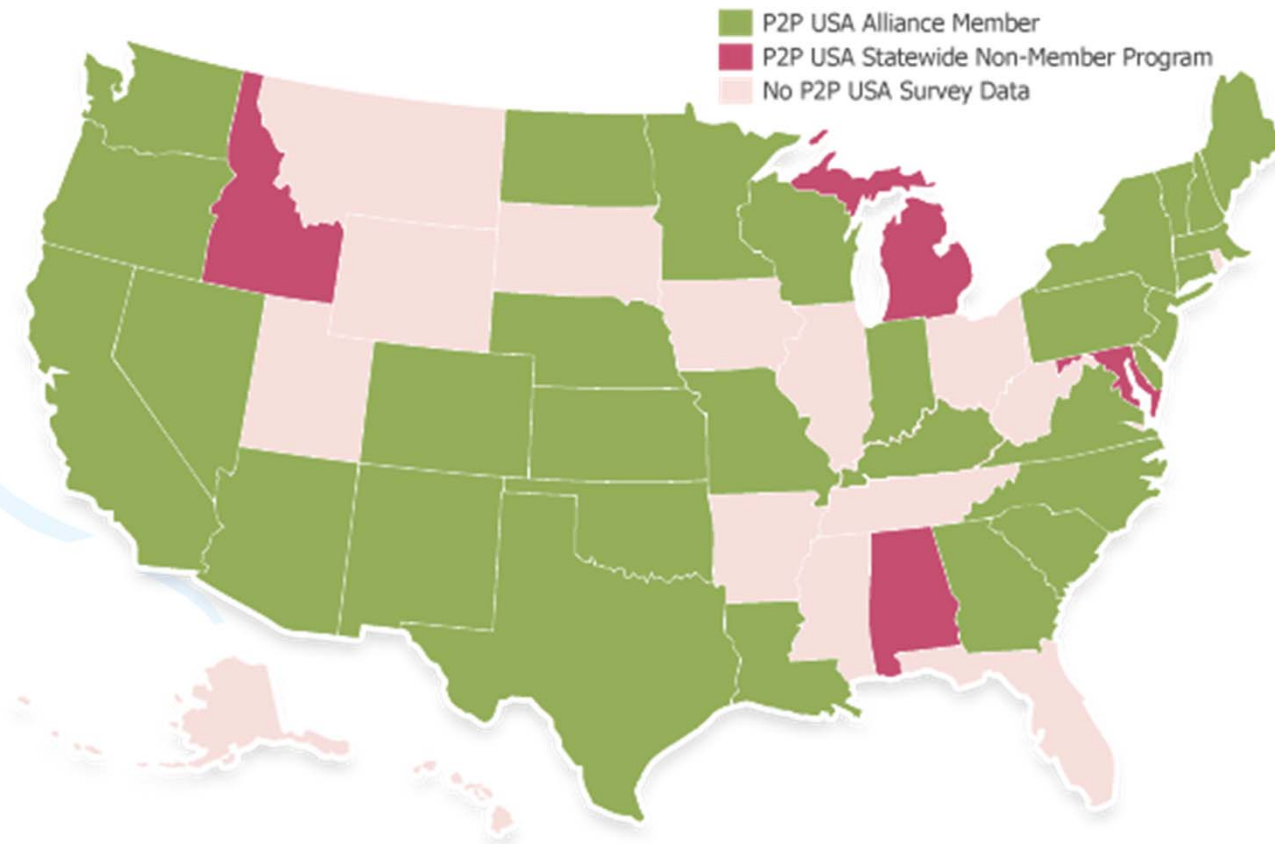 P2P USA Alliance Member
P2P USA Statewide Non-Member Program
No P2P USA Survey Data